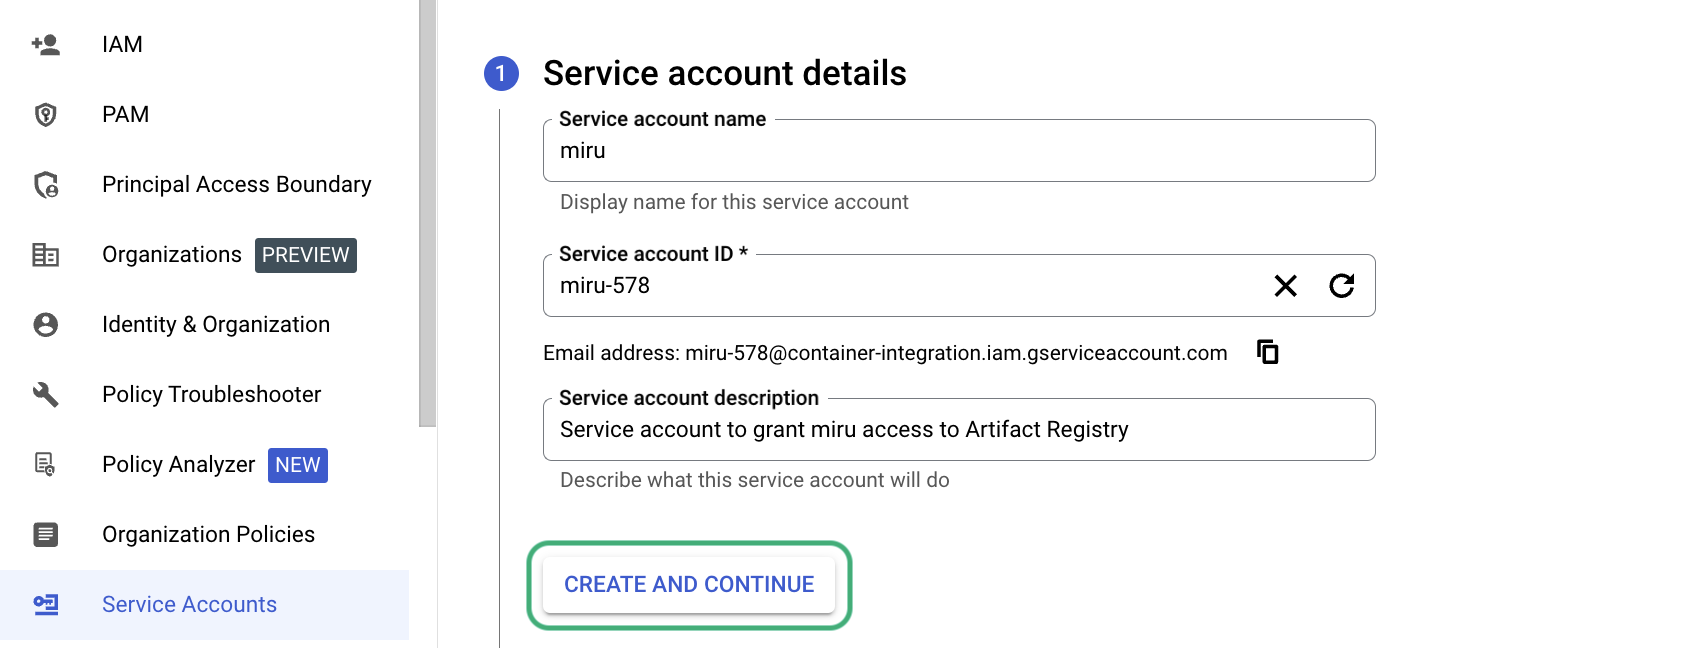 IAM
PAM
Principal Access Boundary
Organizations PREVIEW
Identity & Organization
Policy Troubleshooter
Policy Analyzer NEW
Organization Policies
Service Accounts
1 Service account details
Service account name
miru
Display name for this service account
Service account ID *
miru-578
Email address: miru-578@container-integration.iam.gserviceaccount.com
Service account description
Service account to grant miru access to Artifact Registry
Describe what this service account will do
CREATE AND CONTINUE